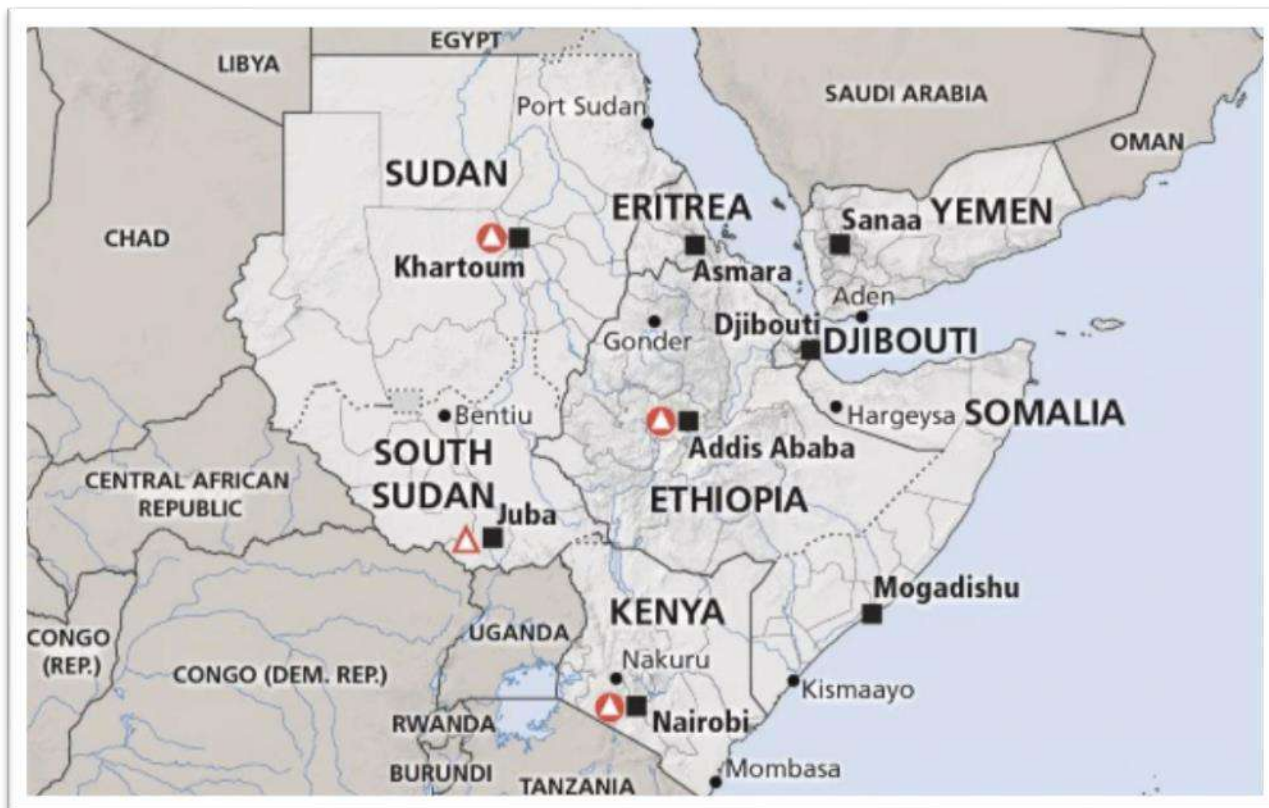 EGYPT
LIBYA
SAUDI ARABIA
Port Sudan
OMAN
SUDAN
ERITREA
Sanaa
YEMEN
CHAD
Khartoum
Asmara
Aden
Djibouti
Gonder
DJIBOUTI
Bentiu
Hargeysa
SOMALIA
SOUTH
SUDAN
Addis Ababa
CENTRAL AFRICAN
REPUBLIC
ETHIOPIA
Juba
Mogadishu
KENYA
CONGO
(REP.)
UGANDA
Nakuru
CONGO (DEM. REP.)
Kismaayo
RWANDA
Nairobi
BURUNDI
TANZANIA
Mombasa